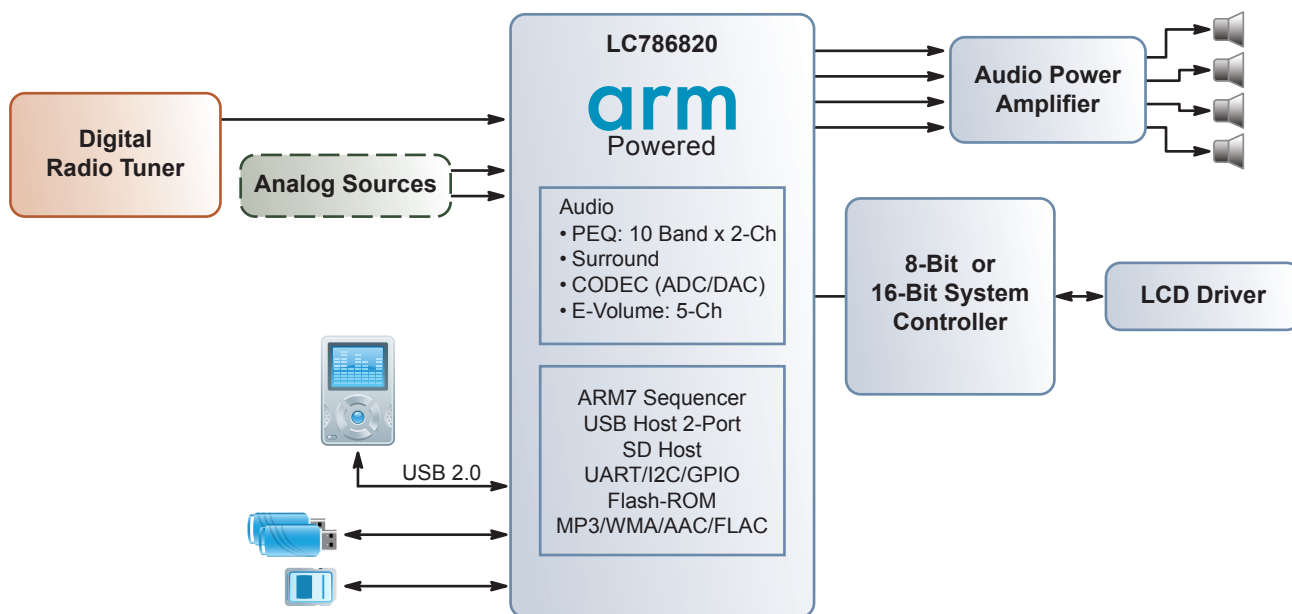 LC786820
arm
Powered
Digital
Radio Tuner
Analog Sources
Audio
• PEQ: 10 Band x 2-Ch
• Surround
• CODEC (ADC/DAC)
• E-Volume: 5-Ch
ARM7 Sequencer
USB Host 2-Port
SD Host
UART/I2C/GPIO
Flash-ROM
MP3/WMA/AAC/FLAC
USB 2.0
Audio Power
Amplifier
8-Bit or
16-Bit System
Controller
LCD Driver